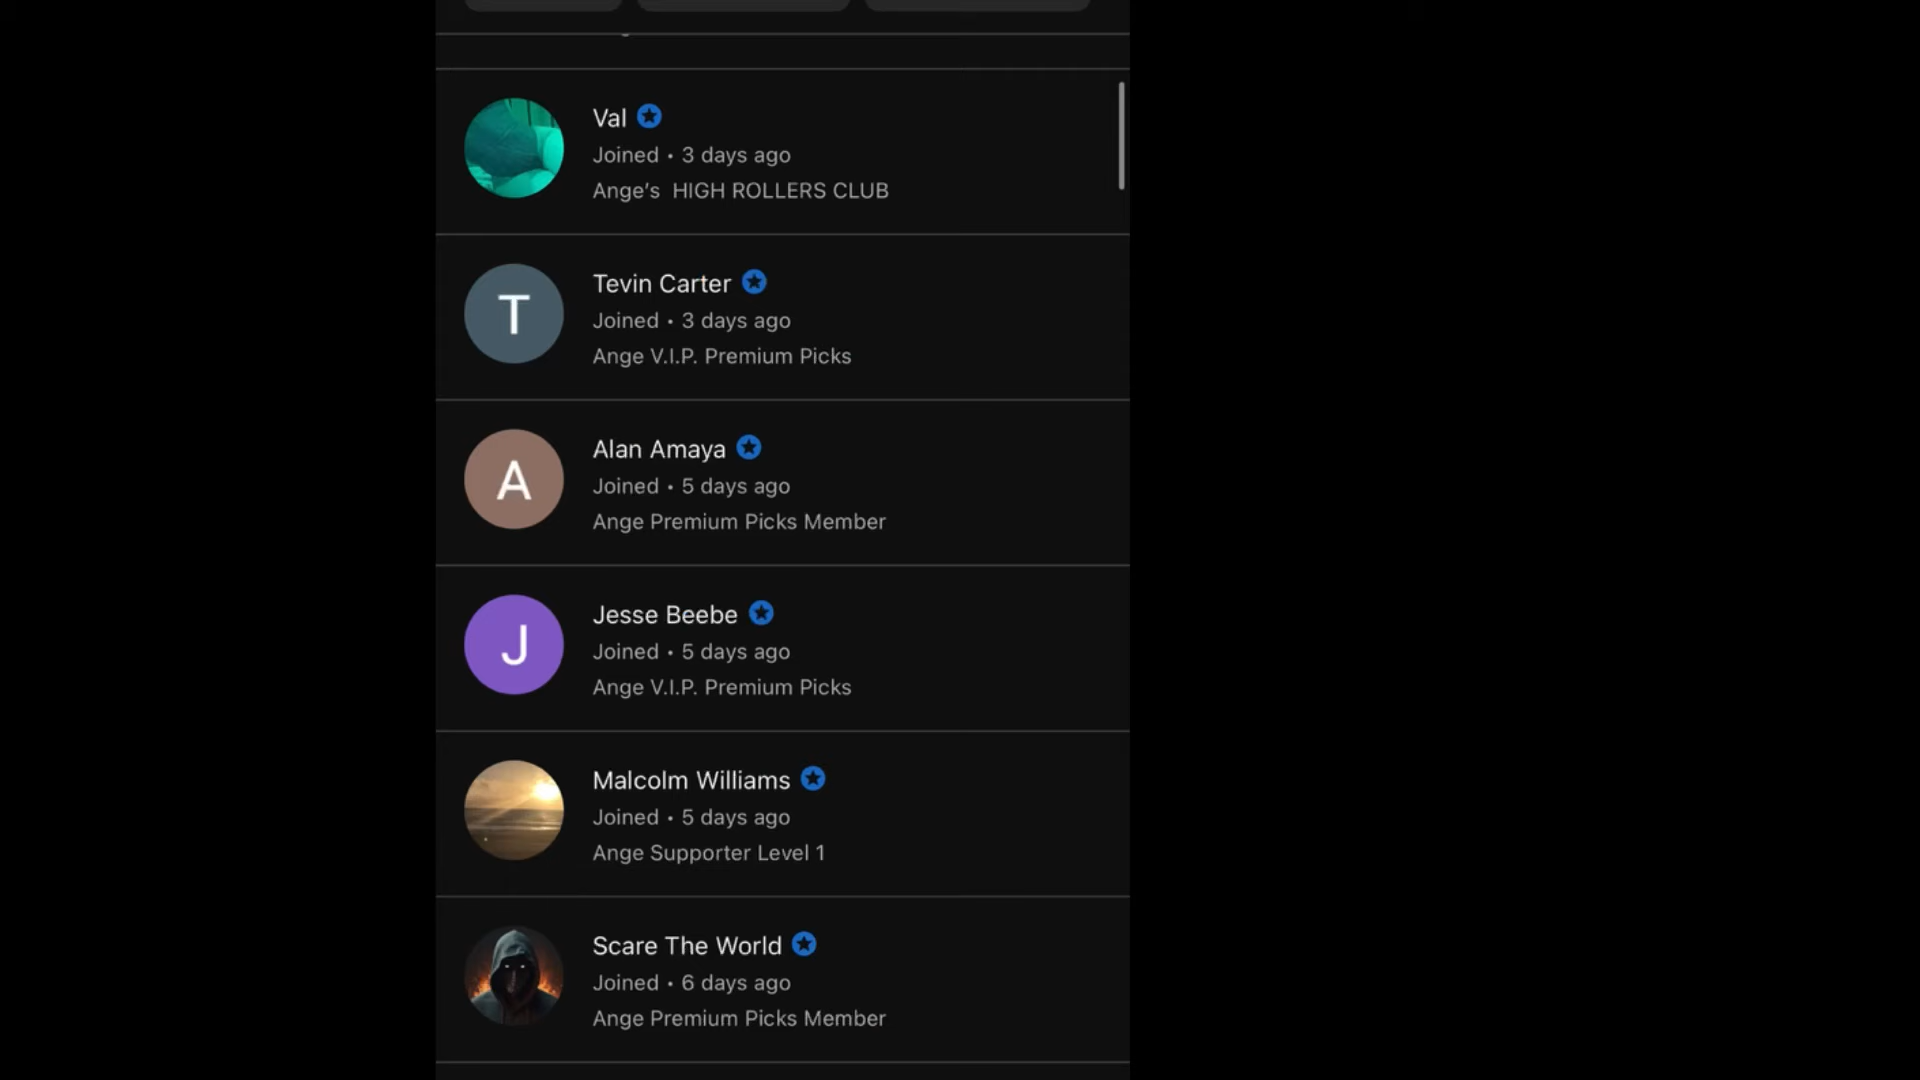 Val
Joined • 3 days ago
Ange's HIGH ROLLERS CLUB
T
Tevin Carter
Joined • 3 days ago
Ange V.I.P. Premium Picks
A
Alan Amaya
Joined • 5 days ago
Ange Premium Picks Member
J
Jesse Beebe
Joined • 5 days ago
Ange V.I.P. Premium Picks
Malcolm Williams
Joined • 5 days ago
Ange Supporter Level 1
Scare The World
Joined • 6 days ago
Ange Premium Picks Member